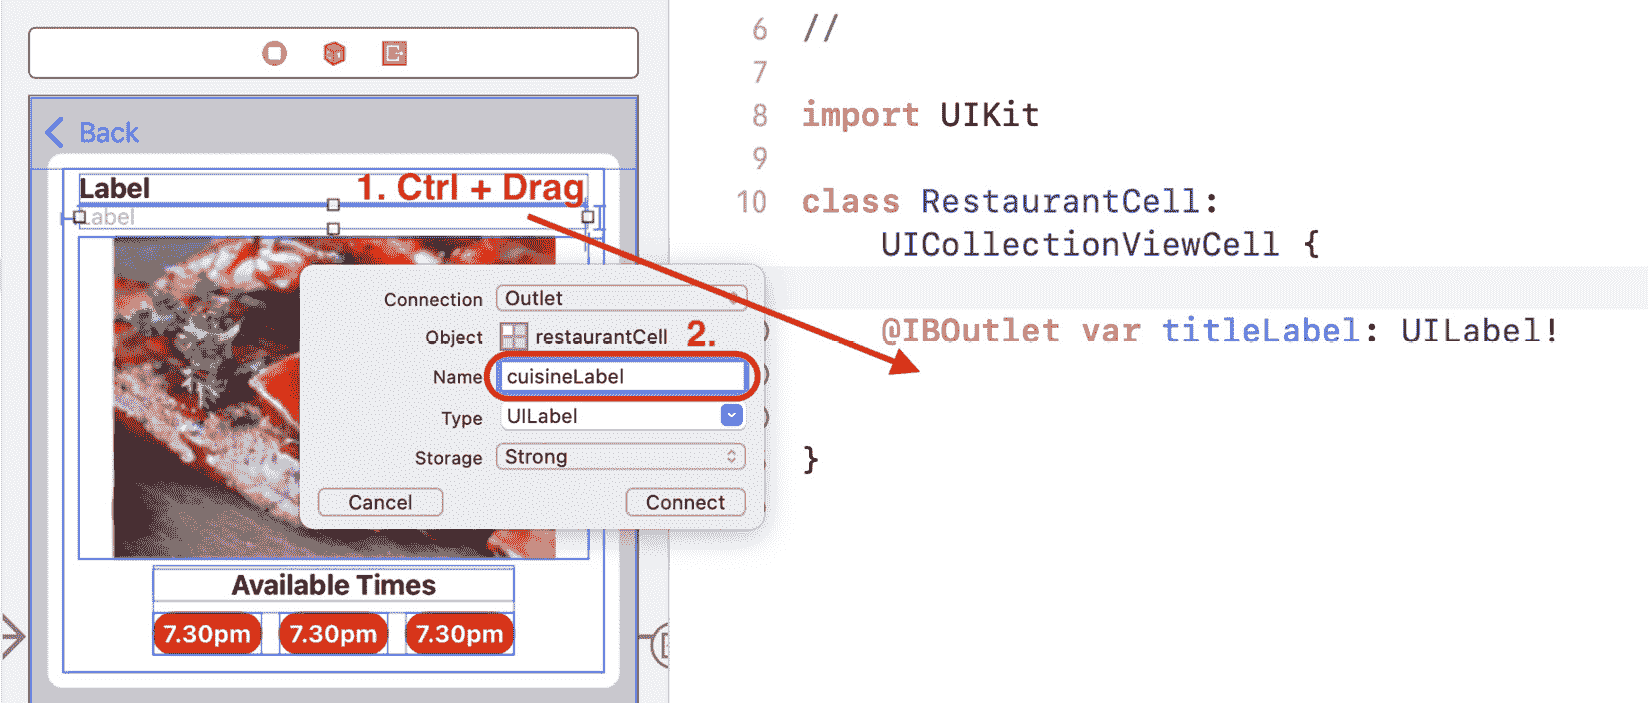 Back
Label
1. Ctrl + Drag
Label
Connection Outlet
Object restaurantCell 2.
Name cuisineLabel
Type UILabel
Storage Strong
Cancel Connect
Available Times
7.30pm 7.30pm 7.30pm
6 //
7
8 import UIKit
9
10 class RestaurantCell:
UICollectionViewCell {
@IBOutlet var titleLabel: UILabel!
}